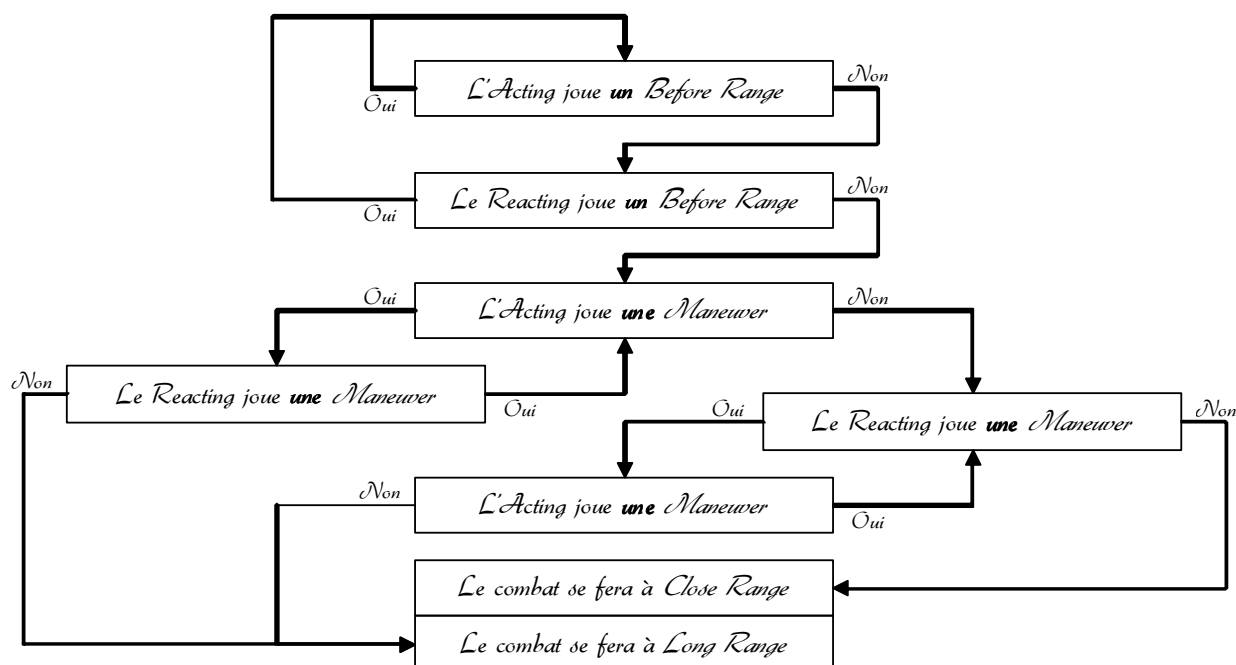 L'Acting joue un Before Range
Non
Oui
Le Reacting joue un Before Range
Non
Oui
Oui
L'Acting joue une Maneuver
Non
Non
Le Reacting joue une Maneuver
Oui
Oui
Le Reacting joue une Maneuver
Non
Non
L'Acting joue une Maneuver
Oui
Le combat se fera à Close Range
Le combat se fera à Long Range